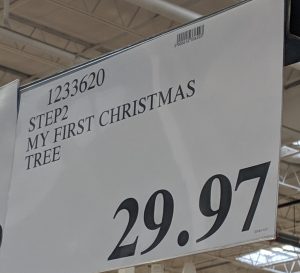 1233620
STEP2
MY FIRST CHRISTMAS
TREE
29.97